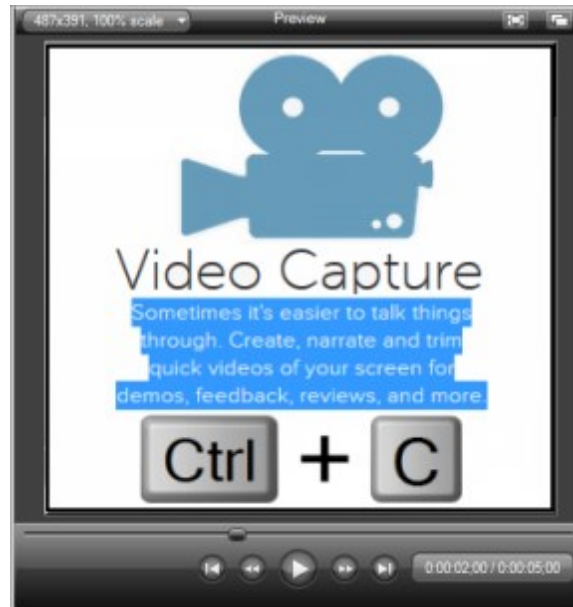 487x391, 100% scale Preview
Video Capture
Sometimes it's easier to talk things
through. Create, narrate and trim
quick videos of your screen for
demos, feedback, reviews, and more.
Ctrl + C
0:00:02;00 / 0:00:05;00